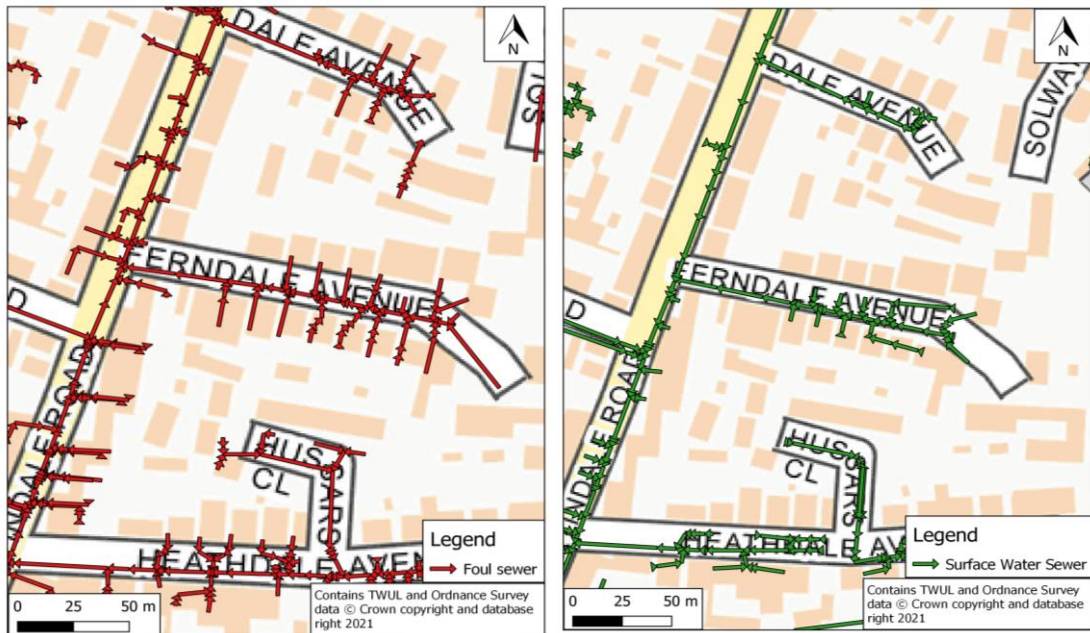 DALE AVENUE
N
FERNDALE AVENUE
D
NDALE ROAD
HUSSARS
CL
HEATHDALE AVEN
Legend
Foul sewer
Contains TWUL and Ordnance Survey
data © Crown copyright and database
right 2021
0 25 50 m
DALE AVENUE
N
SOLWAY
FERNDALE AVENUE
D
NDALE ROAD
HUSSARS
CL
HEATHDALE AV
Legend
Surface Water Sewer
Contains TWUL and Ordnance Survey
data © Crown copyright and database
right 2021
0 25 50 m